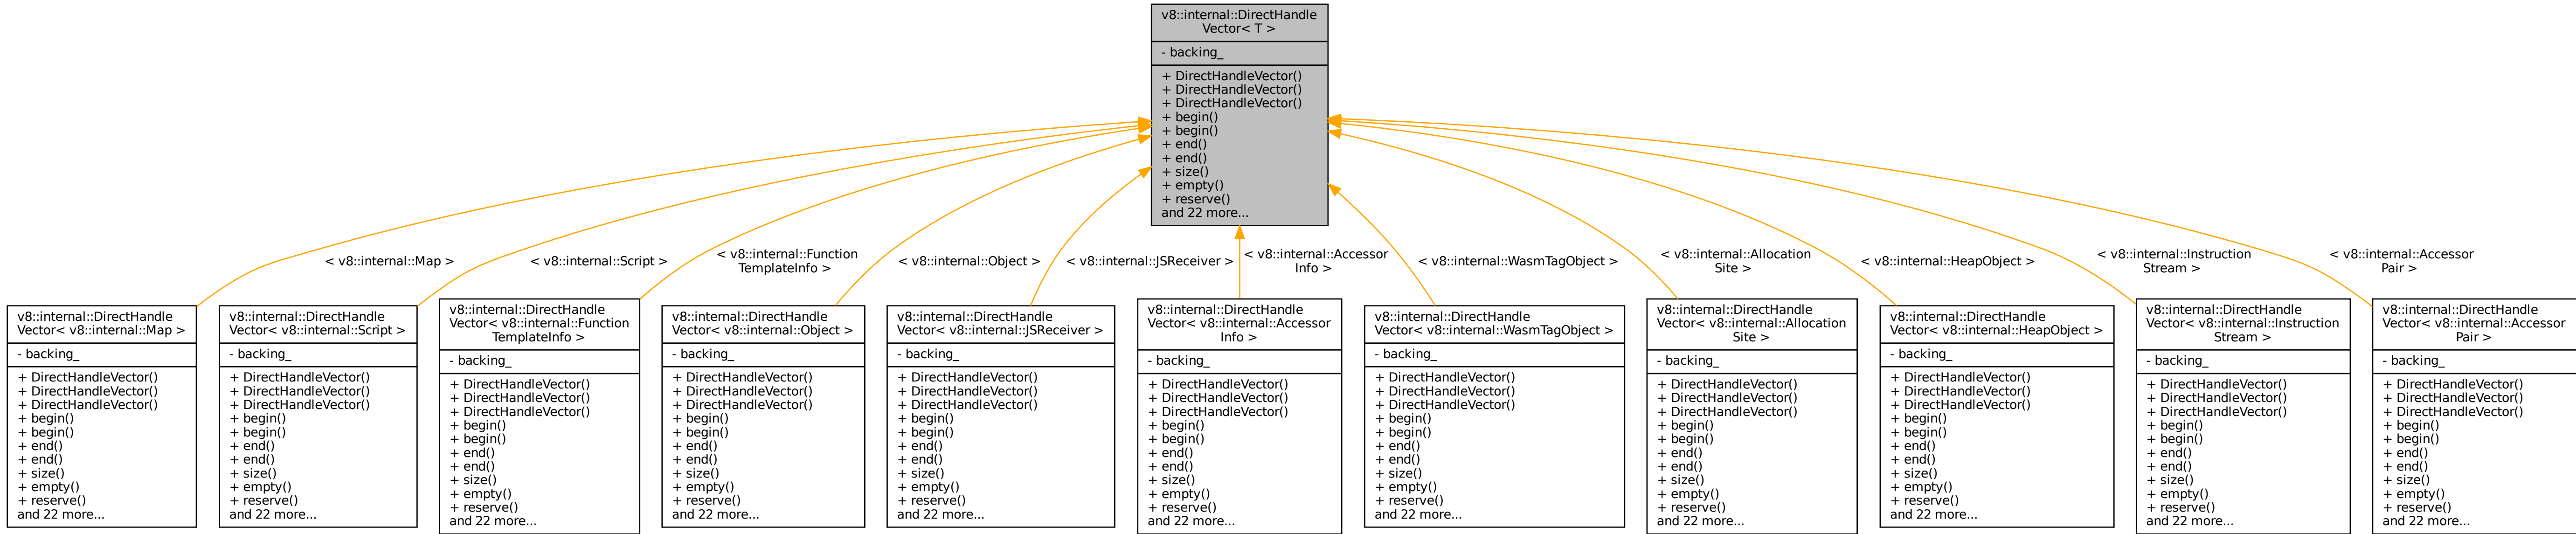 v8::internal::DirectHandle
Vector< T >
- backing_
+ DirectHandleVector()
+ DirectHandleVector()
+ DirectHandleVector()
+ begin()
+ begin()
+ end()
+ end()
+ size()
+ empty()
+ reserve()
and 22 more...
< v8::internal::Map >
< v8::internal::Script >
< v8::internal::Function
TemplateInfo >
< v8::internal::Object >
< v8::internal::JSReceiver >
< v8::internal::Accessor
Info >
< v8::internal::WasmTagObject >
< v8::internal::Allocation
Site >
< v8::internal::HeapObject >
< v8::internal::Instruction
Stream >
< v8::internal::Accessor
Pair >
v8::internal::DirectHandle
Vector< v8::internal::Map >
- backing_
+ DirectHandleVector()
+ DirectHandleVector()
+ DirectHandleVector()
+ begin()
+ begin()
+ end()
+ end()
+ size()
+ empty()
+ reserve()
and 22 more...
v8::internal::DirectHandle
Vector< v8::internal::Script >
- backing_
+ DirectHandleVector()
+ DirectHandleVector()
+ DirectHandleVector()
+ begin()
+ begin()
+ end()
+ end()
+ size()
+ empty()
+ reserve()
and 22 more...
v8::internal::DirectHandle
Vector< v8::internal::Function
TemplateInfo >
- backing_
+ DirectHandleVector()
+ DirectHandleVector()
+ DirectHandleVector()
+ begin()
+ begin()
+ end()
+ end()
+ size()
+ empty()
+ reserve()
and 22 more...
v8::internal::DirectHandle
Vector< v8::internal::Object >
- backing_
+ DirectHandleVector()
+ DirectHandleVector()
+ DirectHandleVector()
+ begin()
+ begin()
+ end()
+ end()
+ size()
+ empty()
+ reserve()
and 22 more...
v8::internal::DirectHandle
Vector< v8::internal::JSReceiver >
- backing_
+ DirectHandleVector()
+ DirectHandleVector()
+ DirectHandleVector()
+ begin()
+ begin()
+ end()
+ end()
+ size()
+ empty()
+ reserve()
and 22 more...
v8::internal::DirectHandle
Vector< v8::internal::Accessor
Info >
- backing_
+ DirectHandleVector()
+ DirectHandleVector()
+ DirectHandleVector()
+ begin()
+ begin()
+ end()
+ end()
+ size()
+ empty()
+ reserve()
and 22 more...
v8::internal::DirectHandle
Vector< v8::internal::WasmTagObject >
- backing_
+ DirectHandleVector()
+ DirectHandleVector()
+ DirectHandleVector()
+ begin()
+ begin()
+ end()
+ end()
+ size()
+ empty()
+ reserve()
and 22 more...
v8::internal::DirectHandle
Vector< v8::internal::Allocation
Site >
- backing_
+ DirectHandleVector()
+ DirectHandleVector()
+ DirectHandleVector()
+ begin()
+ begin()
+ end()
+ end()
+ size()
+ empty()
+ reserve()
and 22 more...
v8::internal::DirectHandle
Vector< v8::internal::HeapObject >
- backing_
+ DirectHandleVector()
+ DirectHandleVector()
+ DirectHandleVector()
+ begin()
+ begin()
+ end()
+ end()
+ size()
+ empty()
+ reserve()
and 22 more...
v8::internal::DirectHandle
Vector< v8::internal::Instruction
Stream >
- backing_
+ DirectHandleVector()
+ DirectHandleVector()
+ DirectHandleVector()
+ begin()
+ begin()
+ end()
+ end()
+ size()
+ empty()
+ reserve()
and 22 more...
v8::internal::DirectHandle
Vector< v8::internal::Accessor
Pair >
- backing_
+ DirectHandleVector()
+ DirectHandleVector()
+ DirectHandleVector()
+ begin()
+ begin()
+ end()
+ end()
+ size()
+ empty()
+ reserve()
and 22 more...